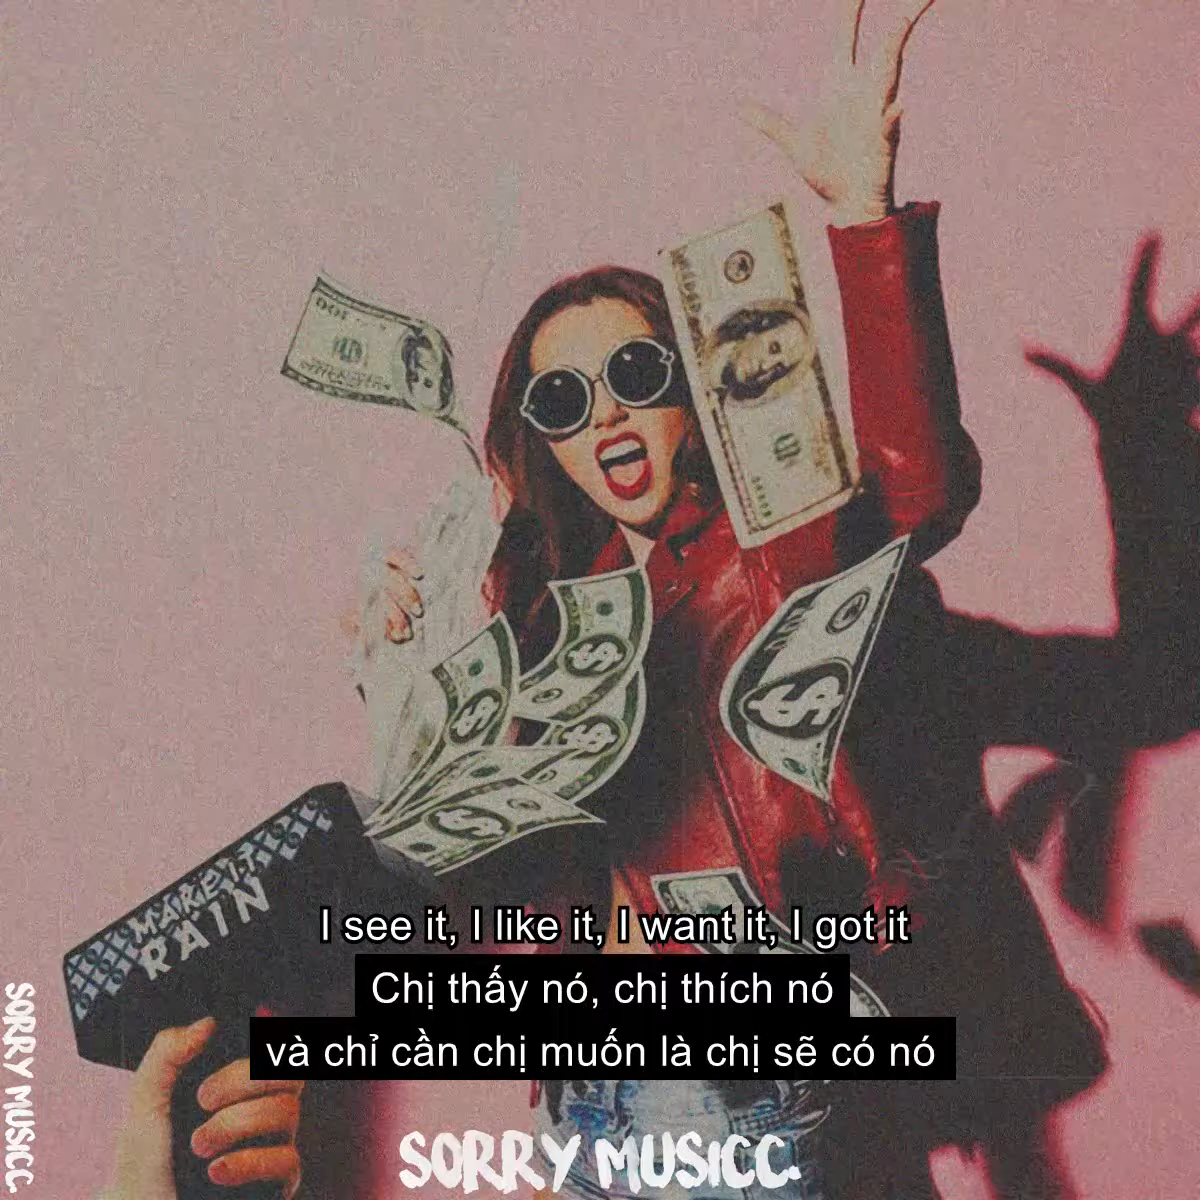 100
MAKE IT
RAIN
I see it, I like it, I want it, I got it
Chị thấy nó, chị thích nó
và chỉ cần chị muốn là chị sẽ có nó
SORRY MUSICC.
SORRY MUSICC.